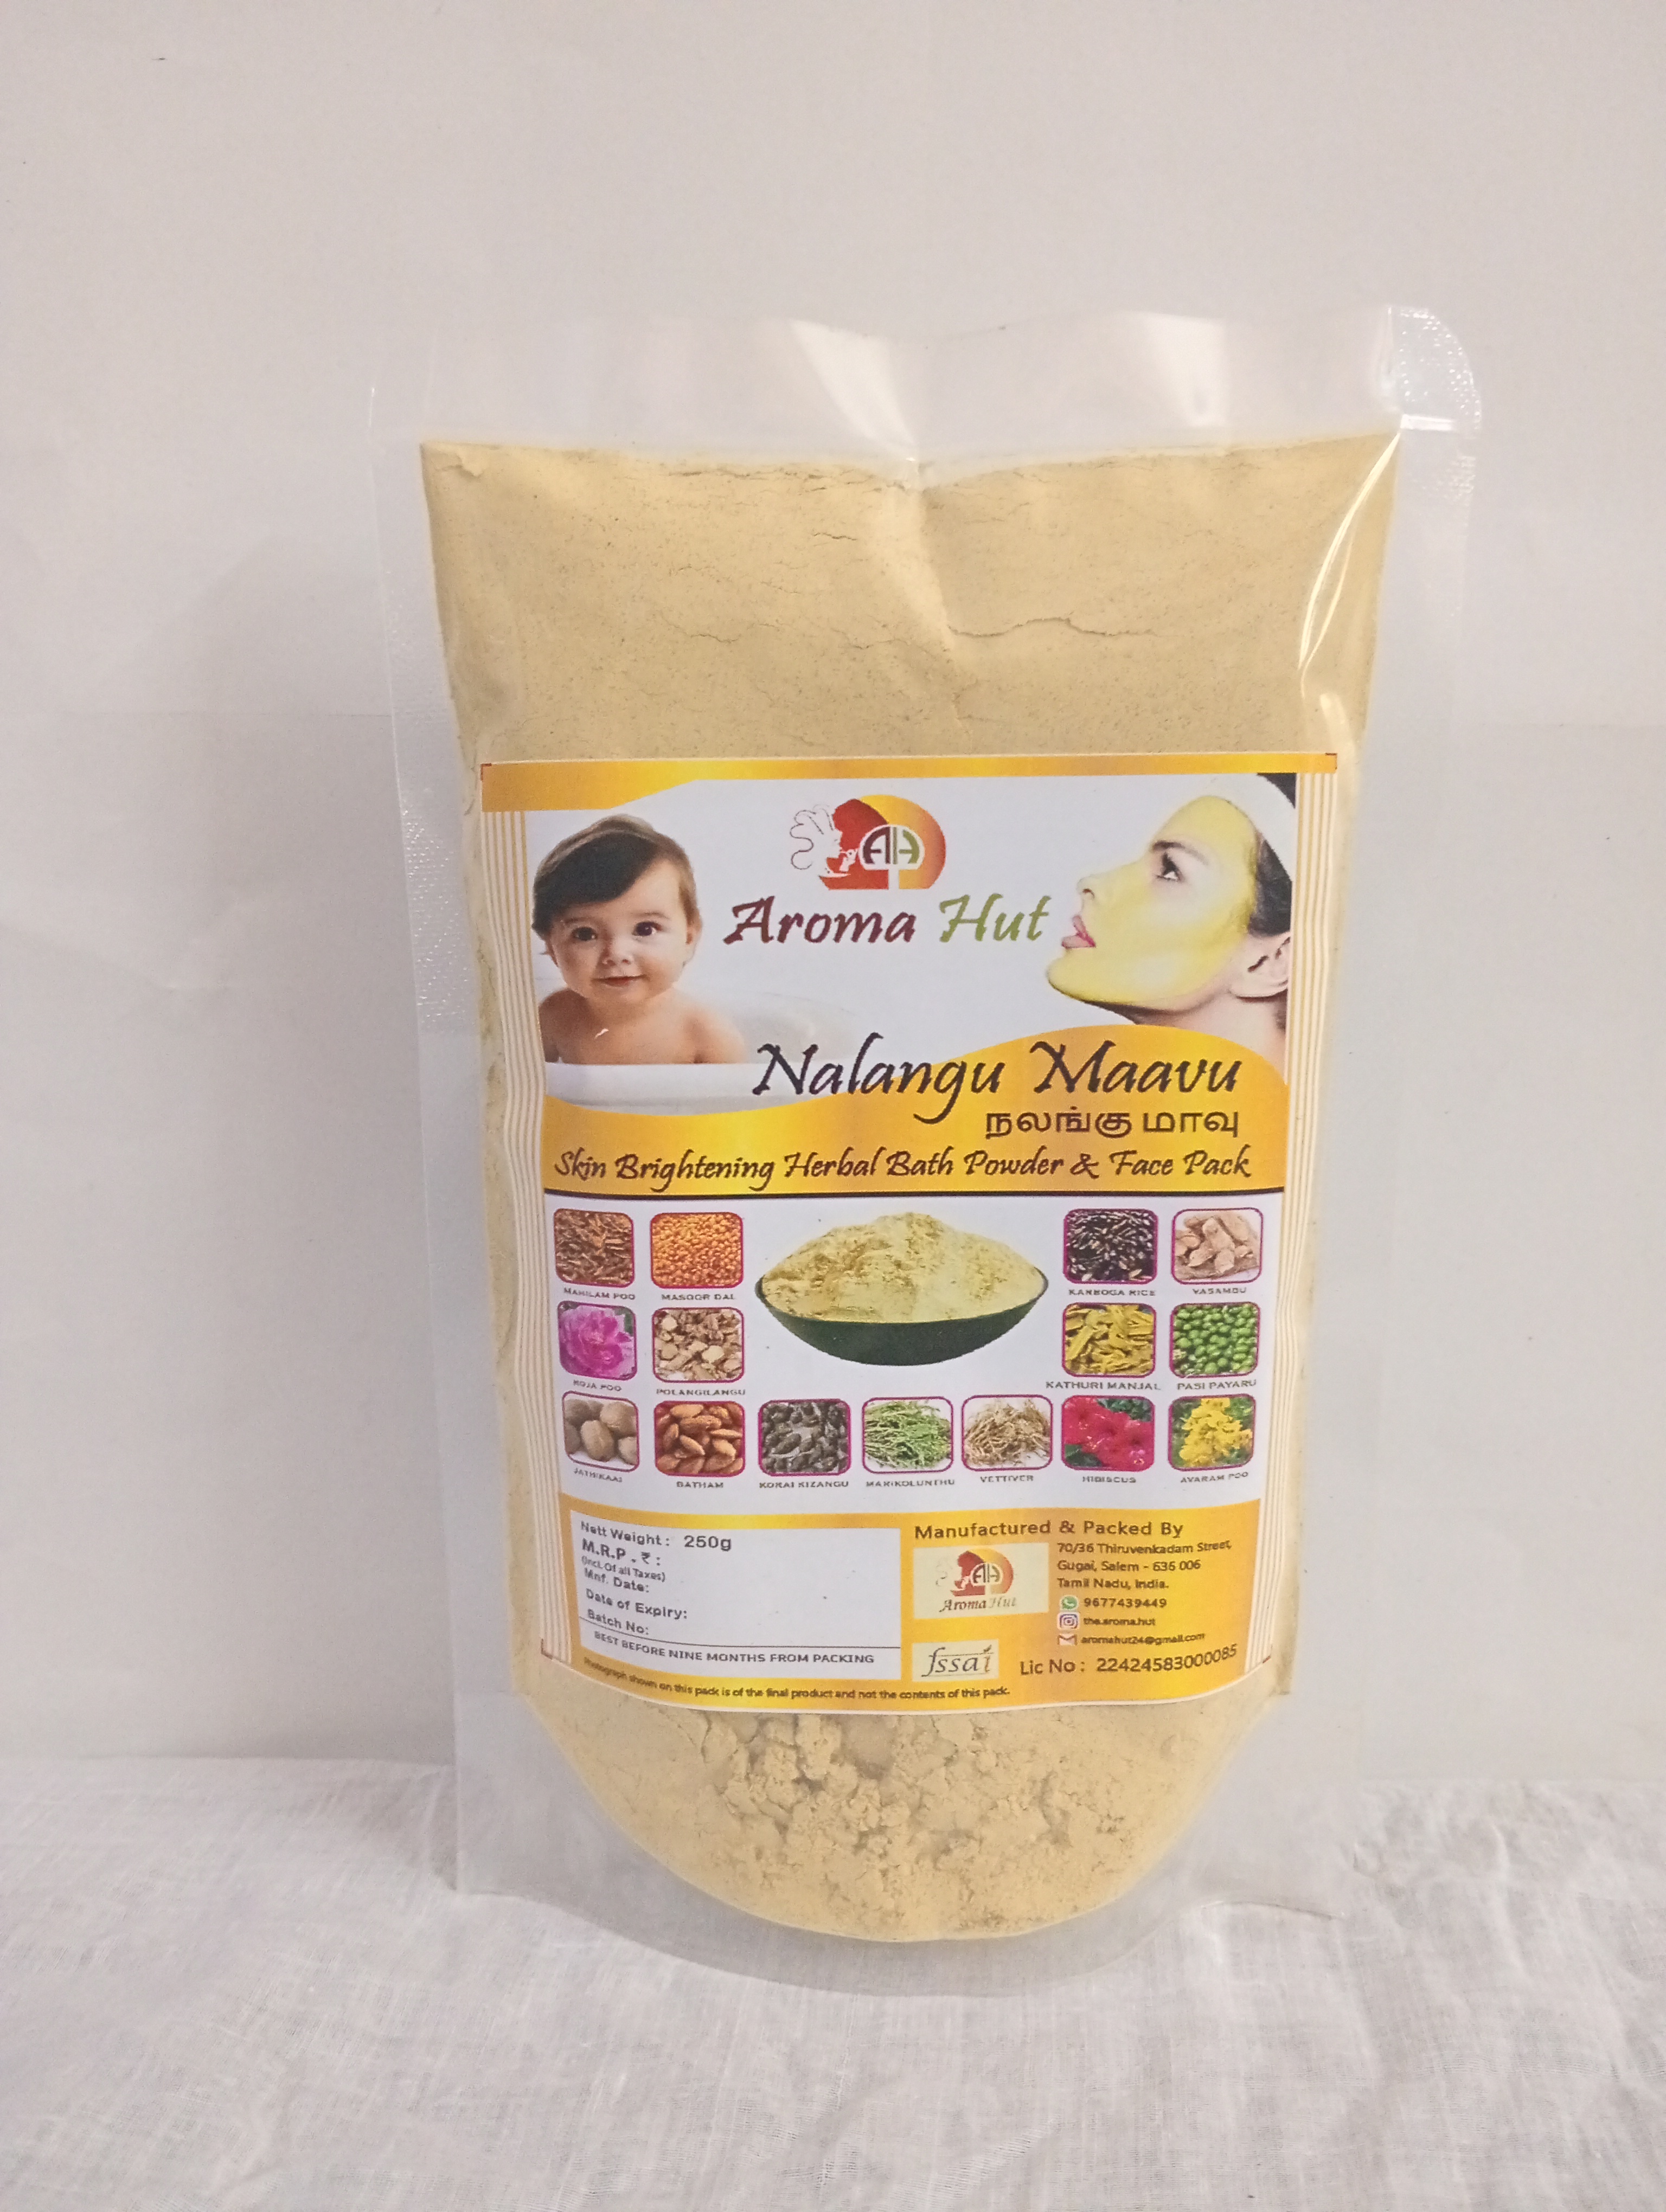 AH
Aroma Hut
Nalangu Maavu
நலங்கு மாவு
Skin Brightening Herbal Bath Powder & Face Pack
MAHILAM POO
MASOOR DAL
KARBOGA RICE
VASAMBU
ROJA POO
POLANGILANGU
KATHURI MANJAL
PASI PAYARU
JATHIKAAI
BATHAM
KORAI KIZANGU
MARIKOLUNTHU
VETTIVER
HIBISCUS
AVARAM POO
Nett Weight : 250g
M.R.P . ₹ :
(Incl. Of all Taxes)
Mnf. Date:
Date of Expiry:
Batch No:
BEST BEFORE NINE MONTHS FROM PACKING
Manufactured & Packed By
AH
Aroma Hut
70/36 Thiruvenkadam Street,
Gugai, Salem - 636 006
Tamil Nadu, India.
9677439449
the.aroma.hut
aromahut24@gmail.com
fssai
Lic No : 22424583000085
Photograph shown on this pack is of the final product and not the contents of this pack.